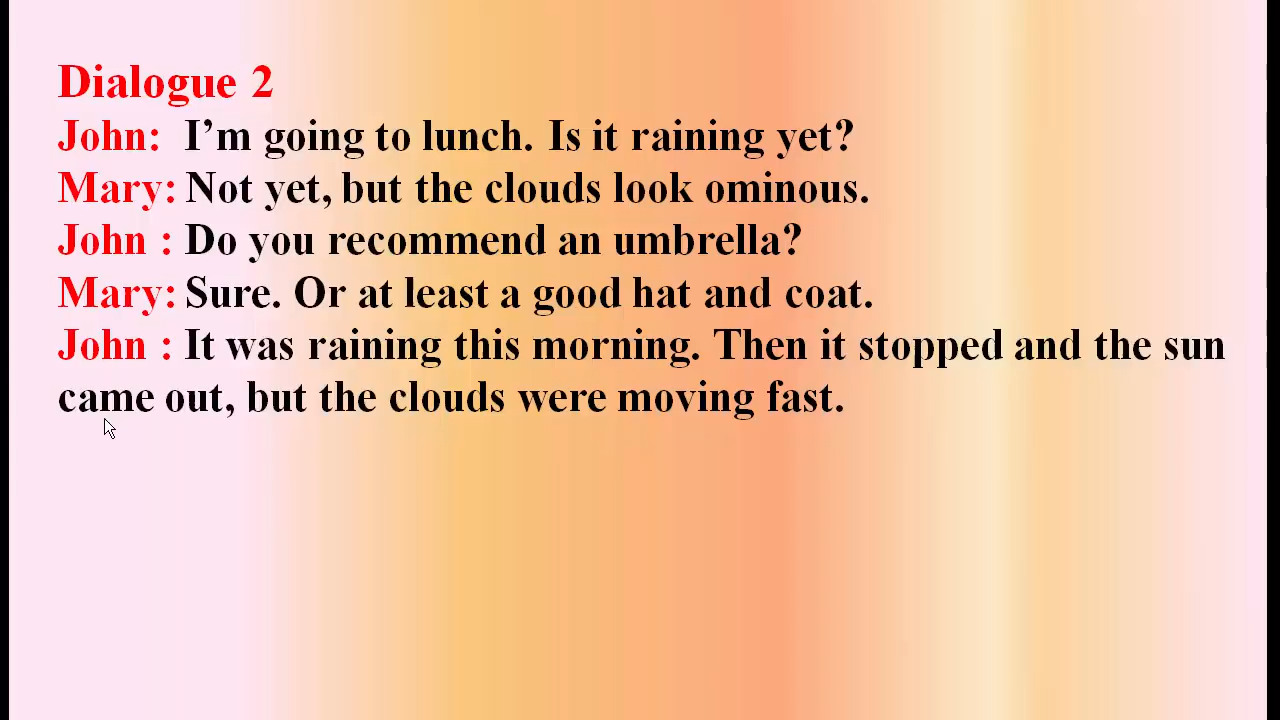 Dialogue 2
John:  I’m going to lunch. Is it raining yet?
Mary: Not yet, but the clouds look ominous.
John : Do you recommend an umbrella?
Mary: Sure. Or at least a good hat and coat.
John : It was raining this morning. Then it stopped and the sun
came out, but the clouds were moving fast.